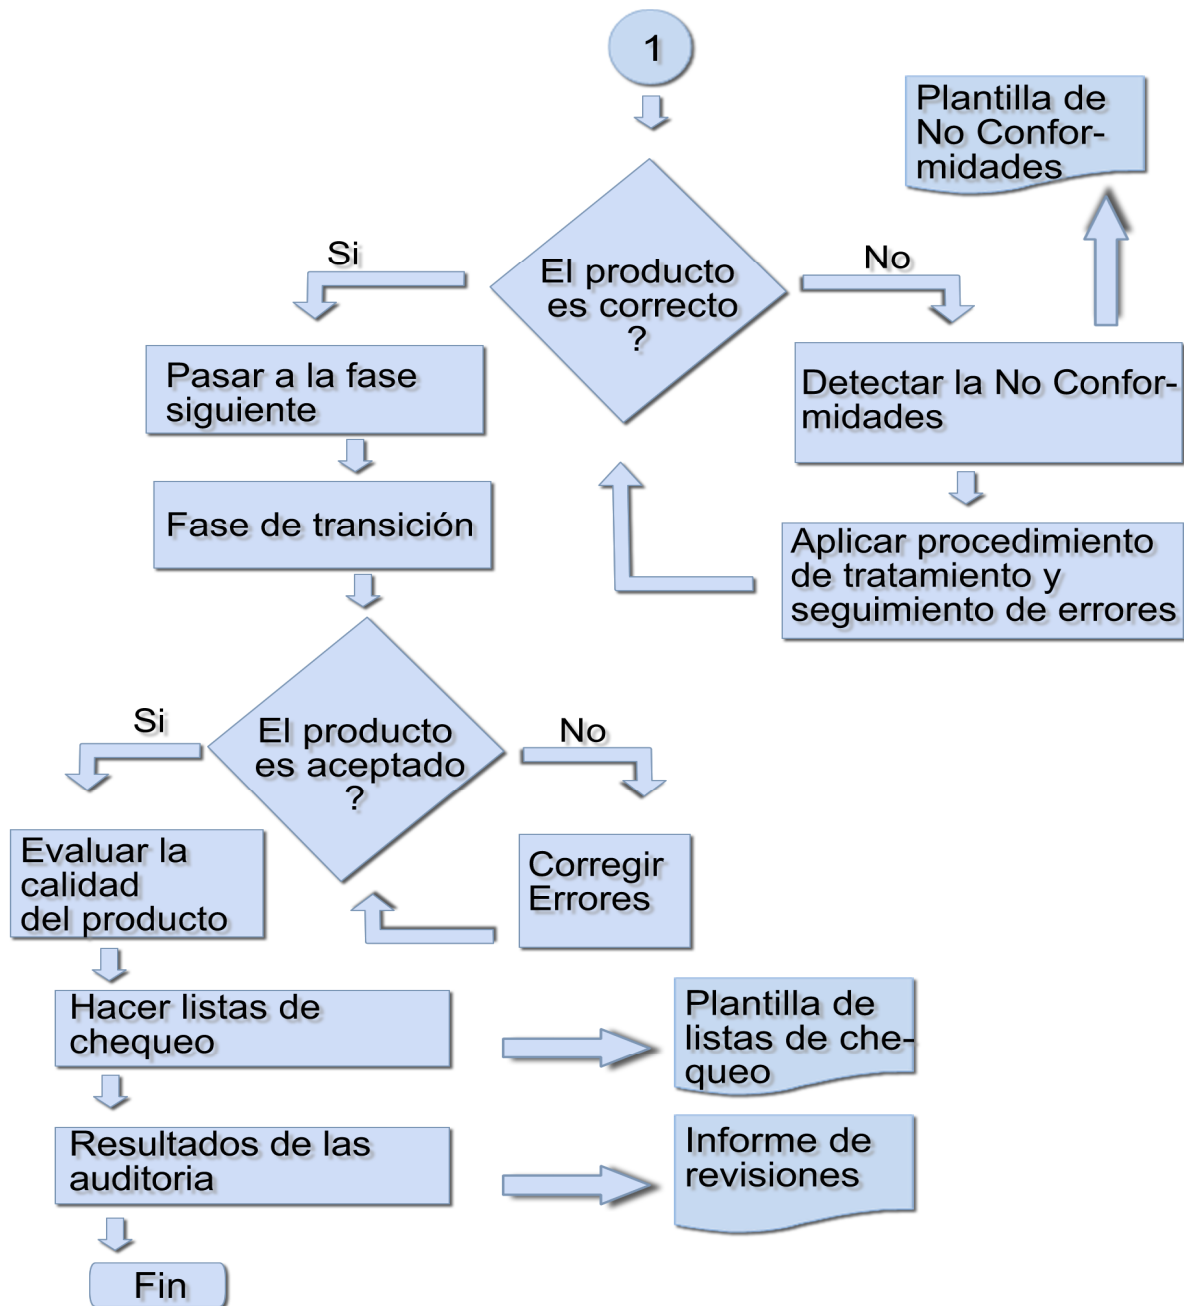 1
Plantilla de
No Confor-
midades
Si
No
El producto
es correcto
?
Pasar a la fase
siguiente
Detectar la No Confor-
midades
Fase de transición
Aplicar procedimiento
de tratamiento y
seguimiento de errores
Si
No
El producto
es aceptado
?
Evaluar la
calidad
del producto
Corregir
Errores
Hacer listas de
chequeo
Plantilla de
listas de che-
queo
Resultados de las
auditoria
Informe de
revisiones
Fin